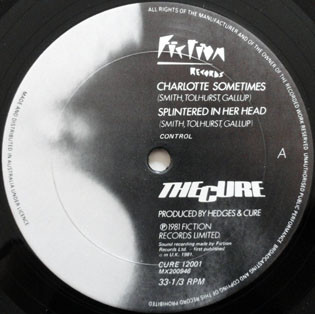 ALL RIGHTS OF THE MANUFACTURER AND OF THE OWNER OF THE RECORDED WORK RESERVED. UNAUTHORISED PUBLIC PERFORMANCE, BROADCASTING AND COPYING OF THIS RECORD PROHIBITED
MADE AND DISTRIBUTED IN AUSTRALASIA BY
Fiction
RECORDS
CHARLOTTE SOMETIMES
(SMITH, TOLHURST, GALLUP)
SPLINTERED IN HER HEAD
(SMITH, TOLHURST, GALLUP)
CONTROL
A
THE CURE
PRODUCED BY HEDGES & CURE
℗ 1981 FICTION
RECORDS LIMITED.
Sound recording made by Fiction
Records Ltd. - first published
in U.K. 1981.
CURE 12001
MX200946
33-1/3 RPM